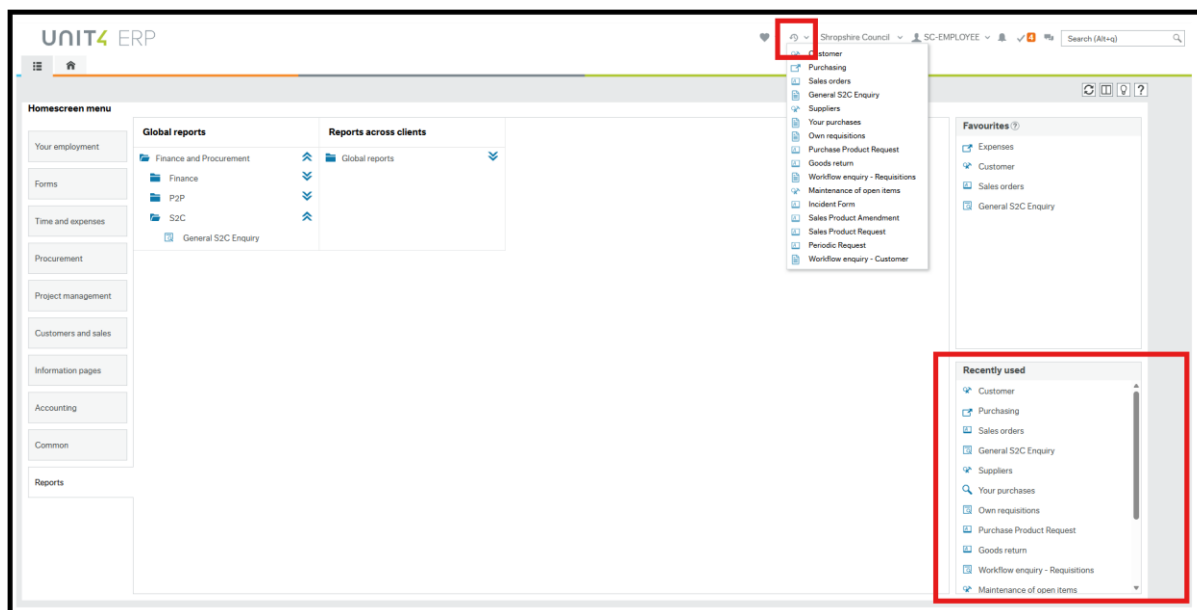 UNIT4 ERP
Shropshire Council
SC-EMPLOYEE
4
Search (Alt+q)
Customer
Purchasing
Sales orders
General S2C Enquiry
Suppliers
Your purchases
Own requisitions
Purchase Product Request
Goods return
Workflow enquiry - Requisitions
Maintenance of open items
Incident Form
Sales Product Amendment
Sales Product Request
Periodic Request
Workflow enquiry - Customer
?
Homescreen menu
Your employment
Forms
Time and expenses
Procurement
Project management
Customers and sales
Information pages
Accounting
Common
Reports
Global reports
Finance and Procurement
Finance
P2P
S2C
General S2C Enquiry
Reports across clients
Global reports
Favourites ?
Expenses
Customer
Sales orders
General S2C Enquiry
Recently used
Customer
Purchasing
Sales orders
General S2C Enquiry
Suppliers
Your purchases
Own requisitions
Purchase Product Request
Goods return
Workflow enquiry - Requisitions
Maintenance of open items